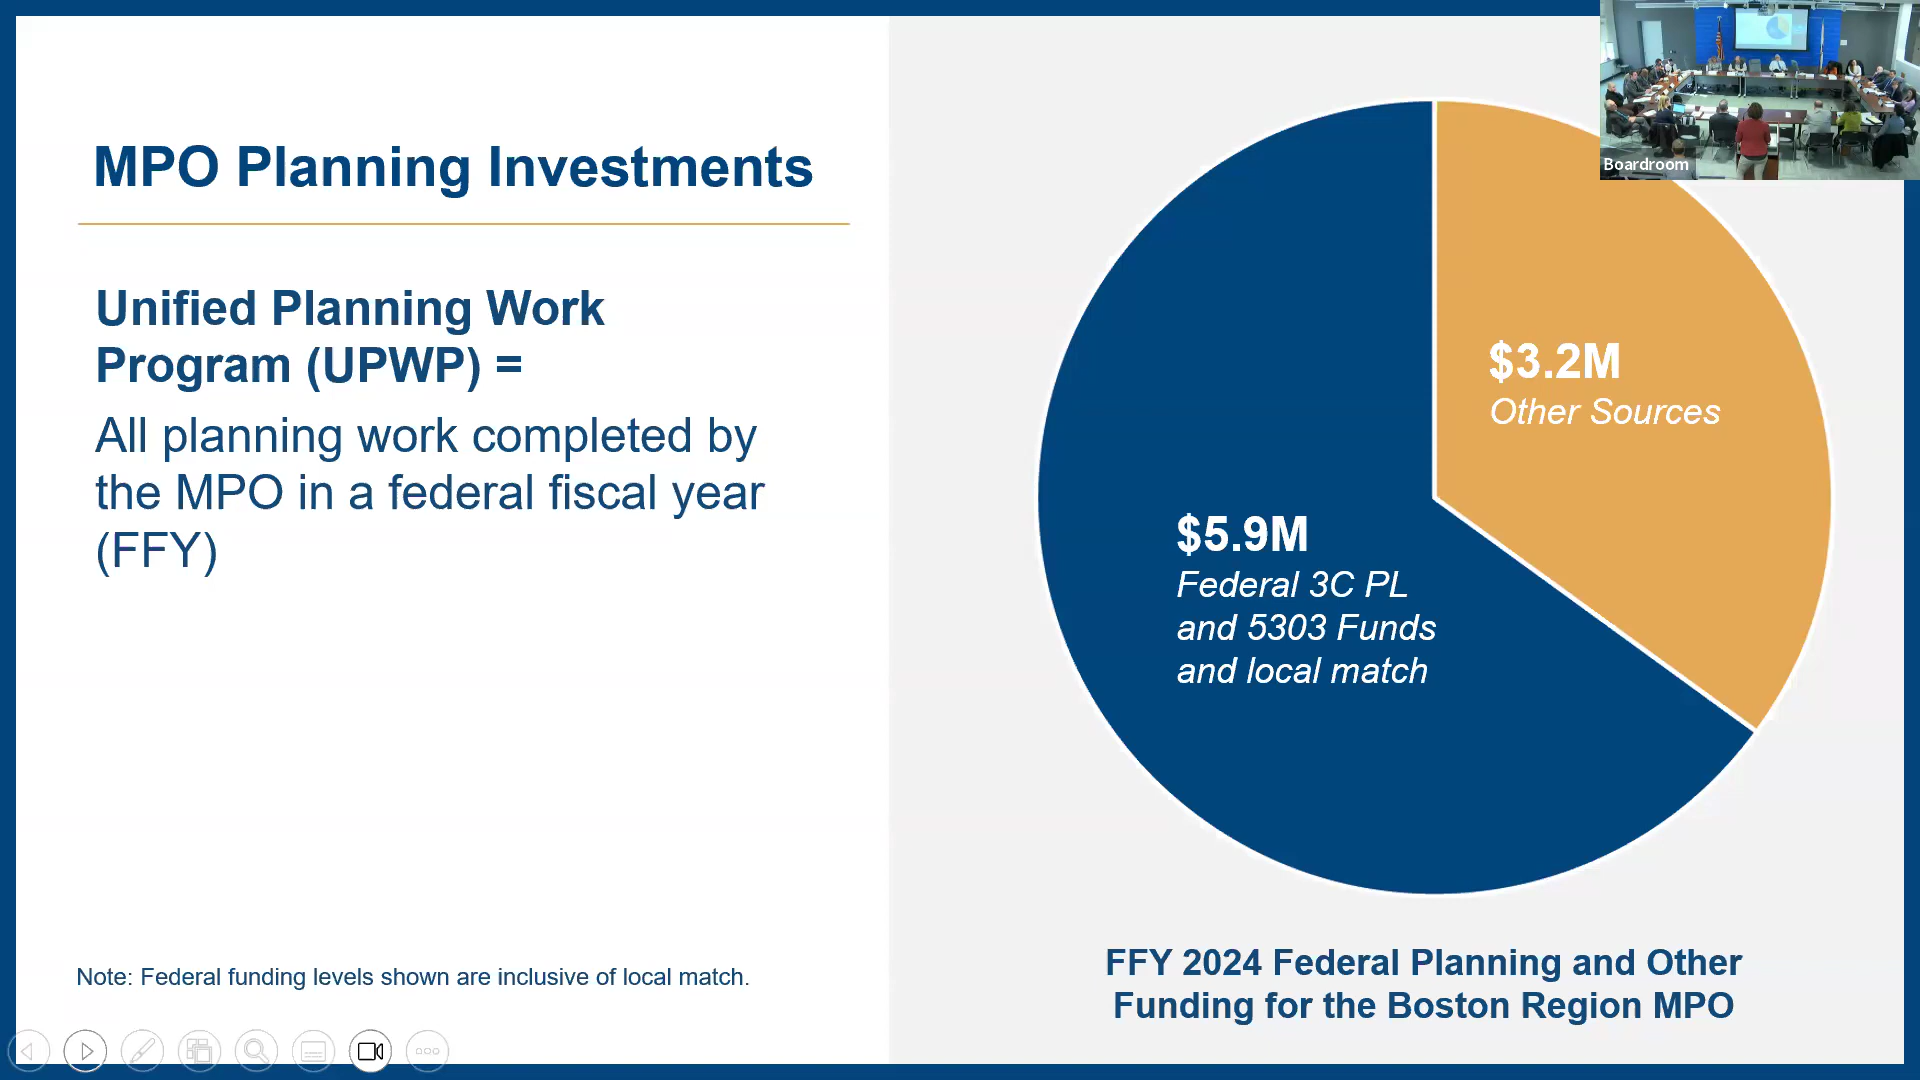 MPO Planning Investments
Unified Planning Work
Program (UPWP) =
All planning work completed by
the MPO in a federal fiscal year
(FFY)
Note: Federal funding levels shown are inclusive of local match.
$3.2M
Other Sources
$5.9M
Federal 3C PL
and 5303 Funds
and local match
FFY 2024 Federal Planning and Other
Funding for the Boston Region MPO
Boardroom